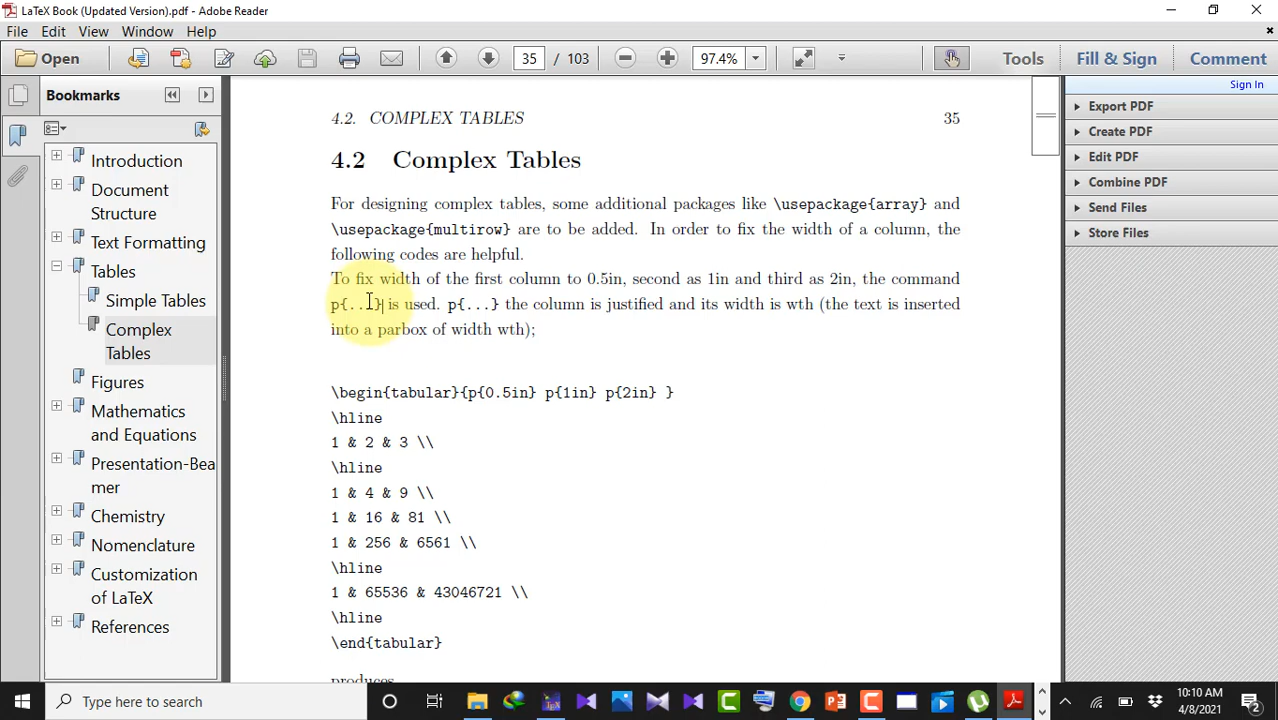 LaTeX Book (Updated Version).pdf - Adobe Reader
File Edit View Window Help
Open 35 / 103 97.4% Tools Fill & Sign Comment
Sign In
Bookmarks
Introduction
Document
Structure
Text Formatting
Tables
Simple Tables
Complex
Tables
Figures
Mathematics
and Equations
Presentation-Bea
mer
Chemistry
Nomenclature
Customization
of LaTeX
References
4.2. COMPLEX TABLES 35
4.2 Complex Tables
For designing complex tables, some additional packages like \usepackage{array} and
\usepackage{multirow} are to be added. In order to fix the width of a column, the
following codes are helpful.
To fix width of the first column to 0.5in, second as 1in and third as 2in, the command
p{...} is used. p{...} the column is justified and its width is wth (the text is inserted
into a parbox of width wth);
\begin{tabular}{p{0.5in} p{1in} p{2in} }
\hline
1 & 2 & 3 \\
\hline
1 & 4 & 9 \\
1 & 16 & 81 \\
1 & 256 & 6561 \\
\hline
1 & 65536 & 43046721 \\
\hline
\end{tabular}
produces
Export PDF
Create PDF
Edit PDF
Combine PDF
Send Files
Store Files
Type here to search
10:10 AM
4/8/2021
2